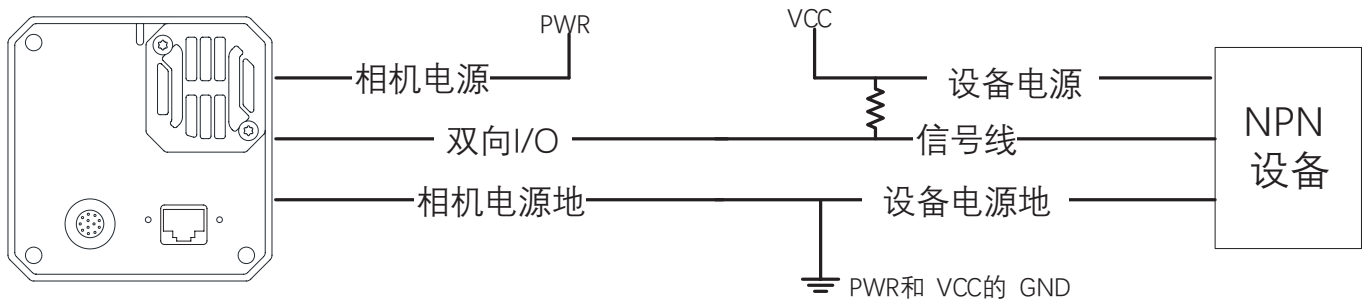 PWR
VCC
相机电源
设备电源
双向I/O
信号线
NPN
设备
相机电源地
设备电源地
PWR和 VCC的 GND